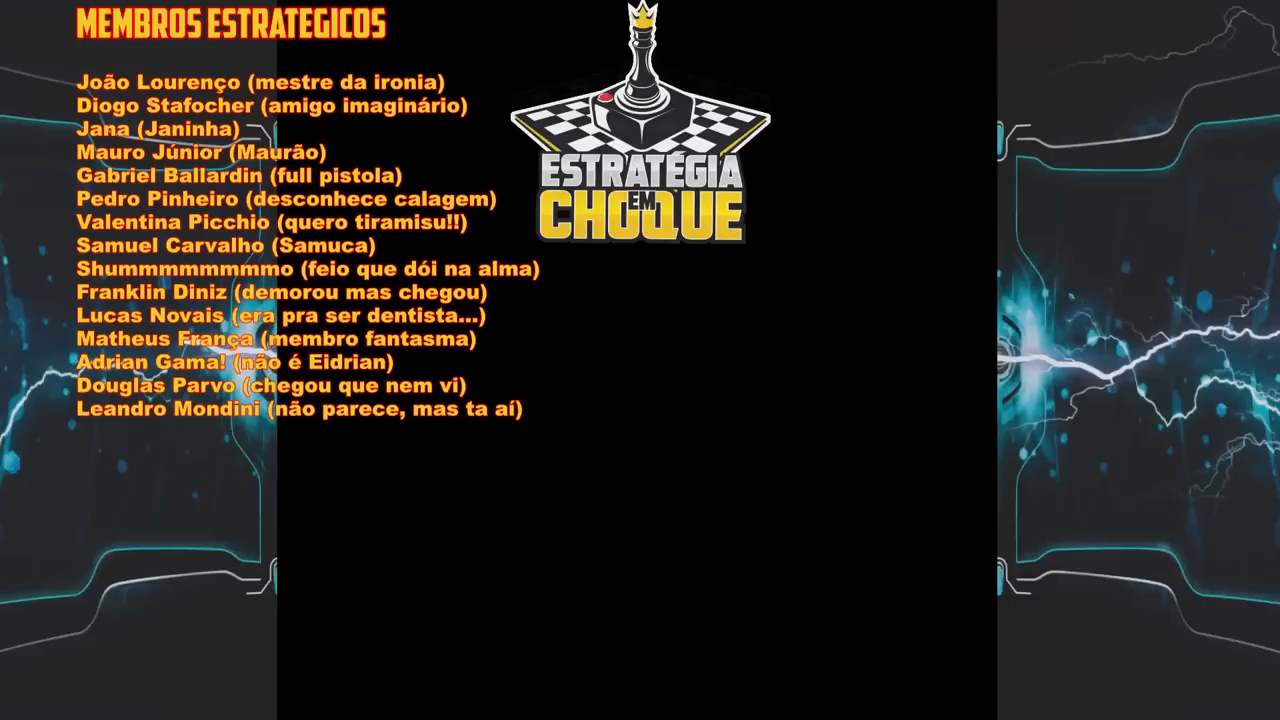 MEMBROS ESTRATEGICOS
João Lourenço (mestre da ironia)
Diogo Stafocher (amigo imaginário)
Jana (Janinha)
Mauro Júnior (Maurão)
Gabriel Ballardin (full pistola)
Pedro Pinheiro (desconhece calagem)
Valentina Picchio (quero tiramisu!!)
Samuel Carvalho (Samuca)
Shummmmmmmmo (feio que dói na alma)
Franklin Diniz (demorou mas chegou)
Lucas Novais (era pra ser dentista...)
Matheus França (membro fantasma)
Adrian Gama! (não é Eidrian)
Douglas Parvo (chegou que nem vi)
Leandro Mondini (não parece, mas ta aí)
ESTRATÉGIA
EM
CHOQUE